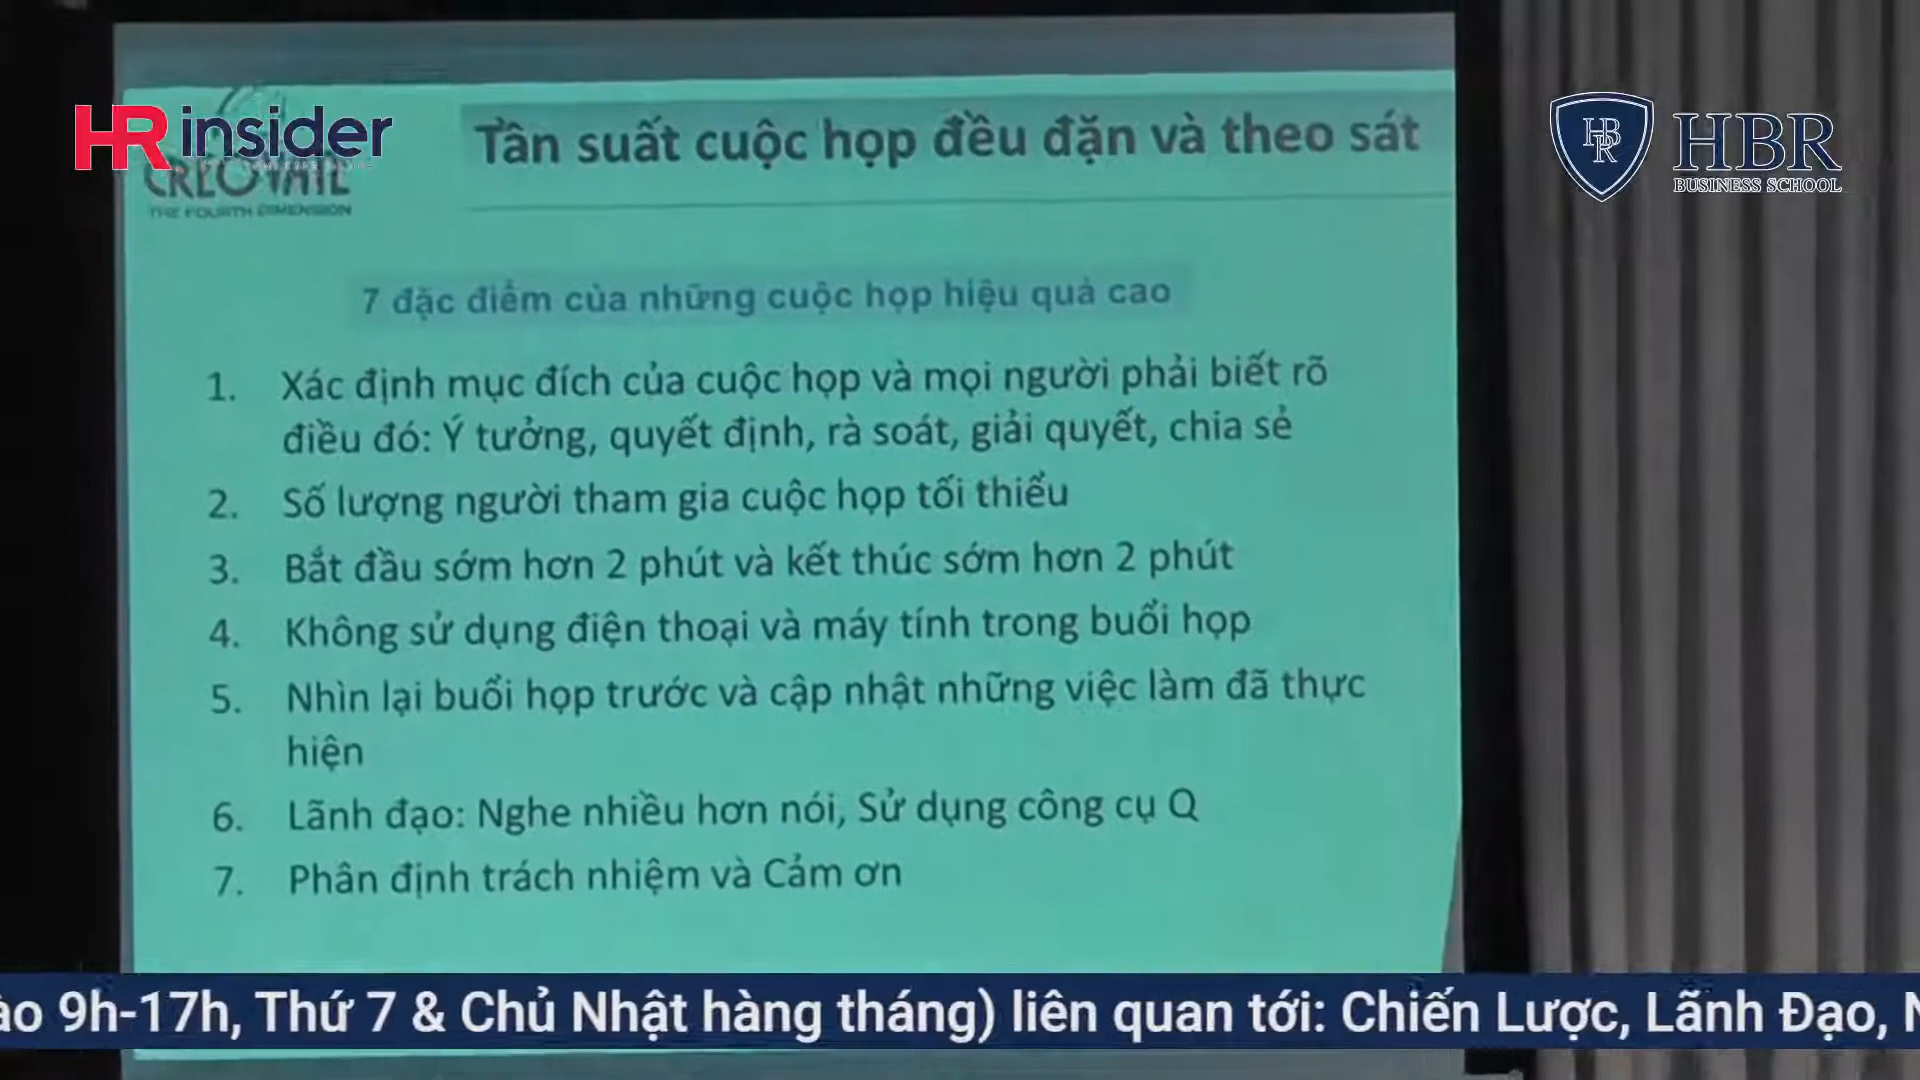 HR insider
THE FOURTH DIMENSION
HBR
BUSINESS SCHOOL
Tần suất cuộc họp đều đặn và theo sát
7 đặc điểm của những cuộc họp hiệu quả cao
1. Xác định mục đích của cuộc họp và mọi người phải biết rõ
điều đó: Ý tưởng, quyết định, rà soát, giải quyết, chia sẻ
2. Số lượng người tham gia cuộc họp tối thiểu
3. Bắt đầu sớm hơn 2 phút và kết thúc sớm hơn 2 phút
4. Không sử dụng điện thoại và máy tính trong buổi họp
5. Nhìn lại buổi họp trước và cập nhật những việc làm đã thực
hiện
6. Lãnh đạo: Nghe nhiều hơn nói, Sử dụng công cụ Q
7. Phân định trách nhiệm và Cảm ơn
9h-17h, Thứ 7 & Chủ Nhật hàng tháng) liên quan tới: Chiến Lược, Lãnh Đạo,